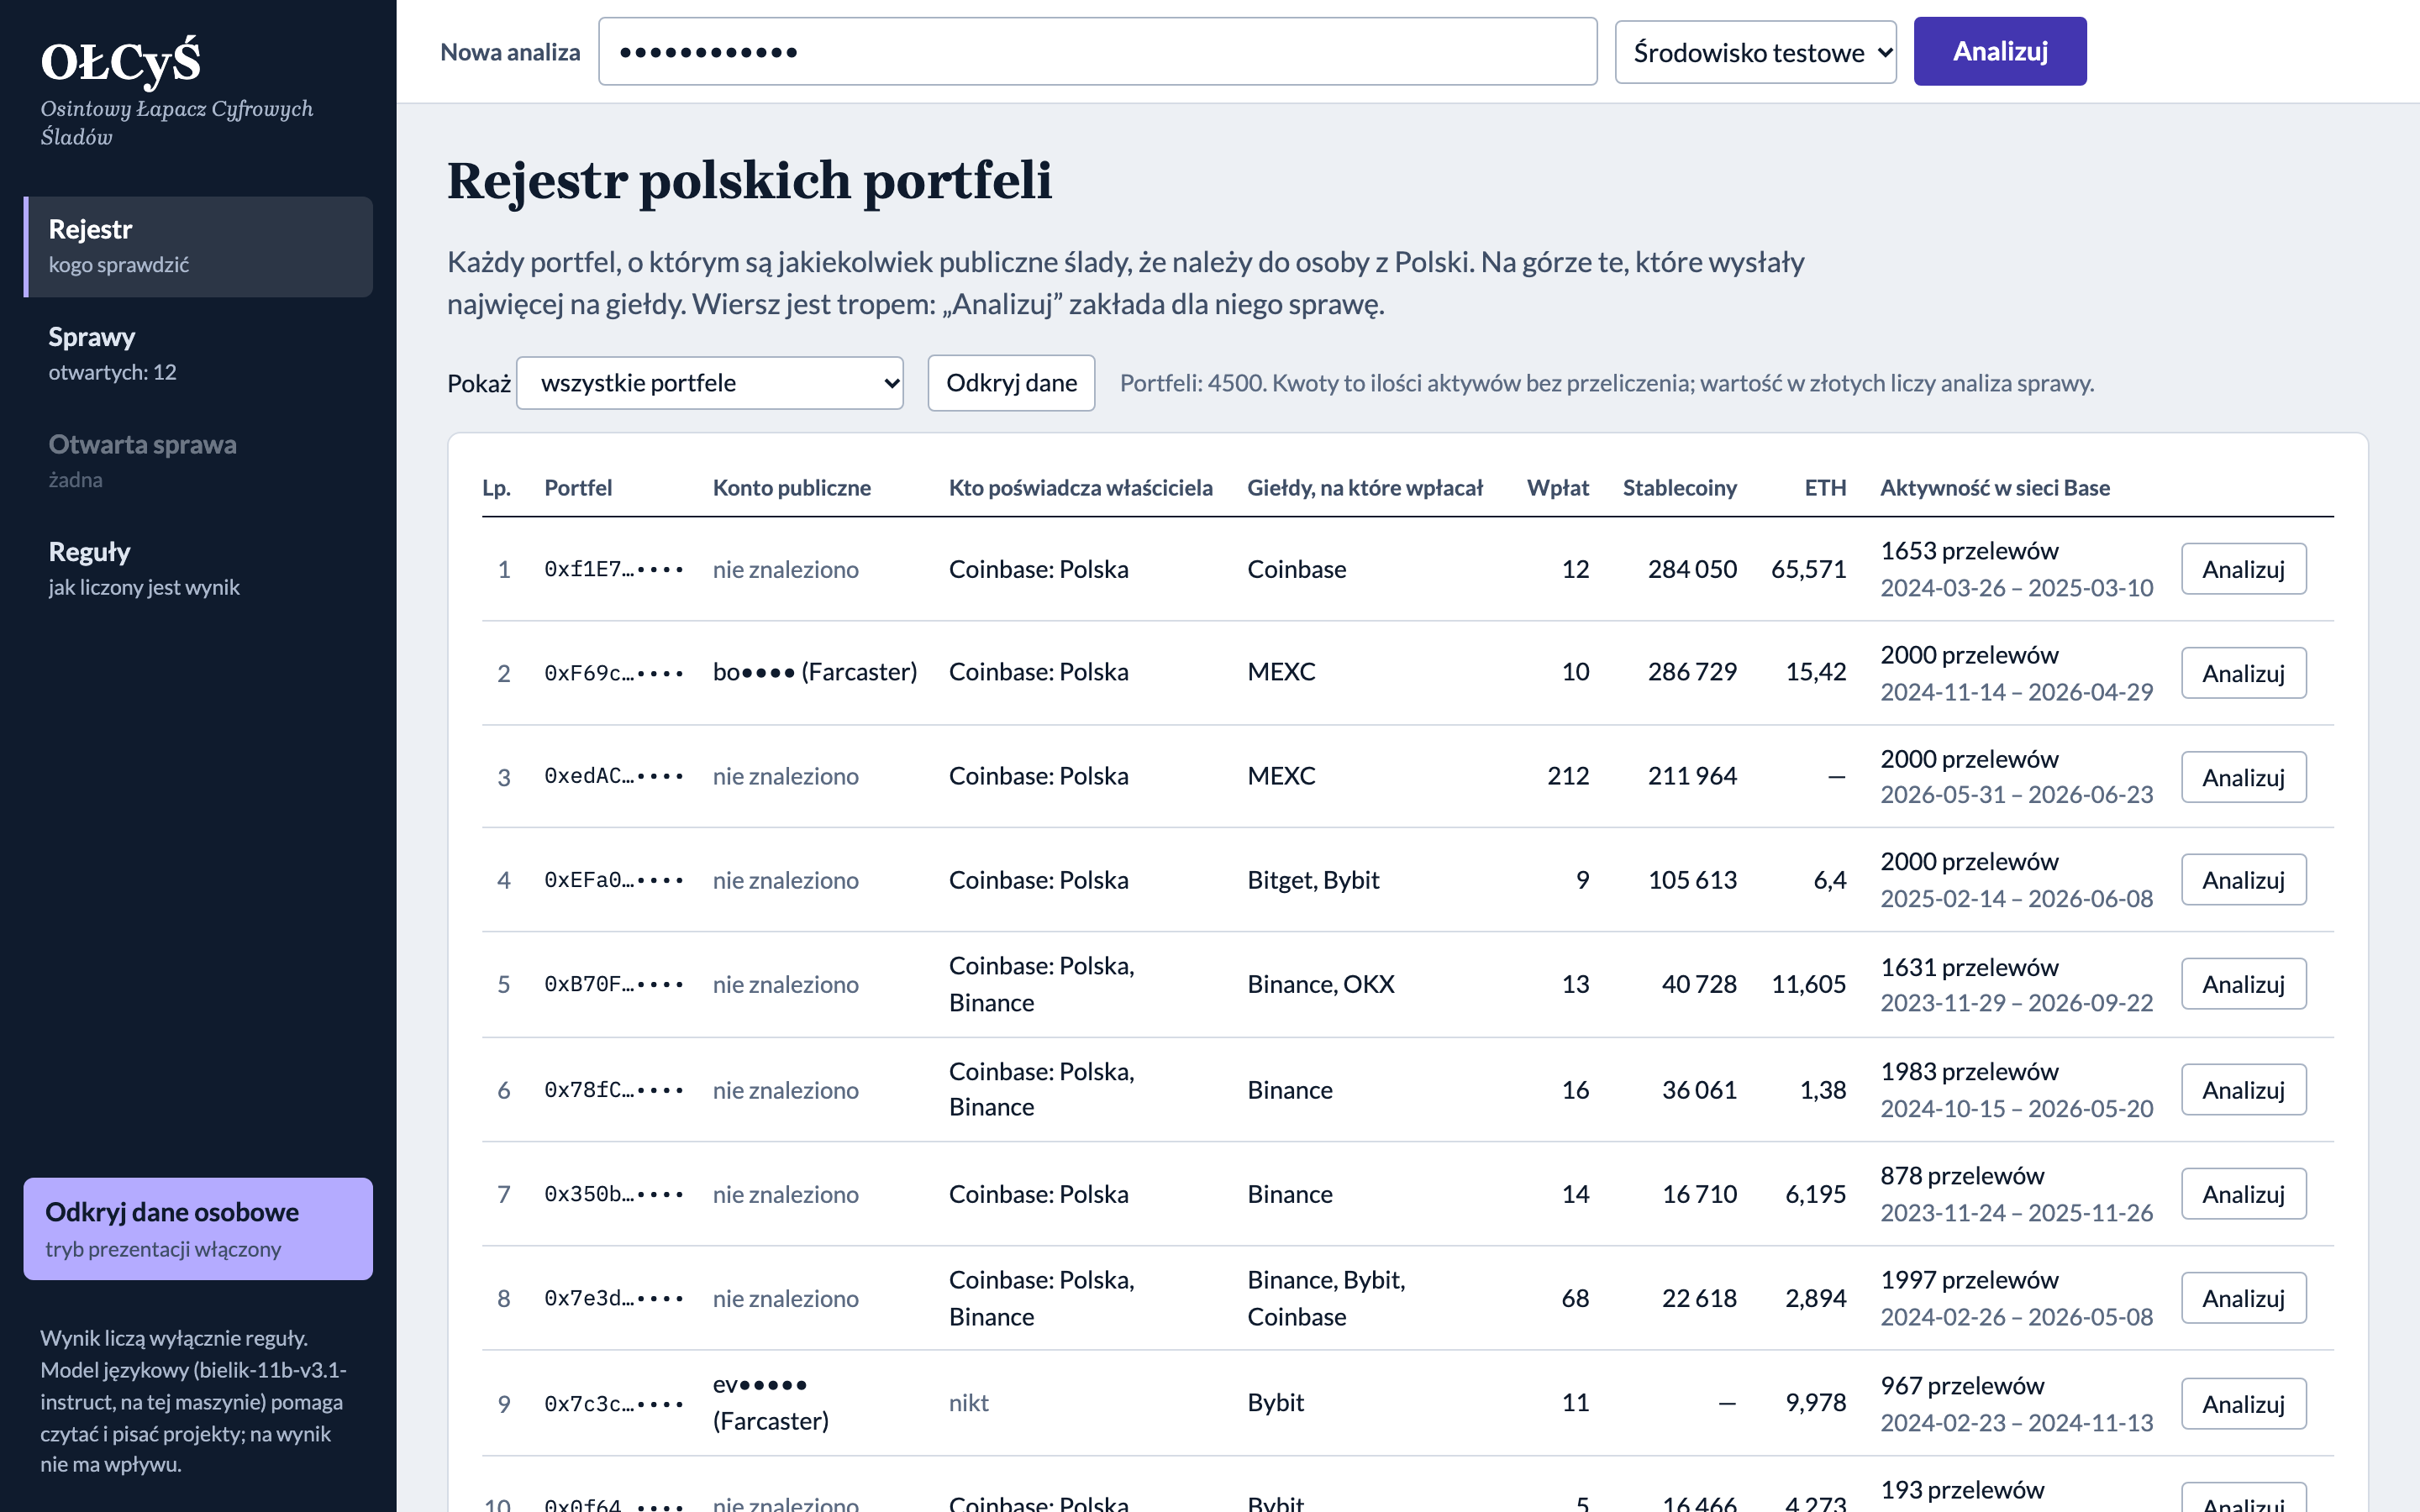 OŁCyŚ
Osintowy Łapacz Cyfrowych
Śladów
Rejestr
kogo sprawdzić
Sprawy
otwartych: 12
Otwarta sprawa
żadna
Reguły
jak liczony jest wynik
Odkryj dane osobowe
tryb prezentacji włączony
Wynik liczą wyłącznie reguły.
Model językowy (bielik-11b-v3.1-
instruct, na tej maszynie) pomaga
czytać i pisać projekty; na wynik
nie ma wpływu.
Nowa analiza •••••••••••• Środowisko testowe Analizuj
Rejestr polskich portfeli
Każdy portfel, o którym są jakiekolwiek publiczne ślady, że należy do osoby z Polski. Na górze te, które wysłały
najwięcej na giełdy. Wiersz jest tropem: „Analizuj” zakłada dla niego sprawę.
Pokaż wszystkie portfele Odkryj dane Portfeli: 4500. Kwoty to ilości aktywów bez przeliczenia; wartość w złotych liczy analiza sprawy.
Lp. Portfel Konto publiczne Kto poświadcza właściciela Giełdy, na które wpłacał Wpłat Stablecoiny ETH Aktywność w sieci Base
1 0xf1E7…•••• nie znaleziono Coinbase: Polska Coinbase 12 284 050 65,571 1653 przelewów Analizuj
2024-03-26 – 2025-03-10
2 0xF69c…•••• bo•••• (Farcaster) Coinbase: Polska MEXC 10 286 729 15,42 2000 przelewów Analizuj
2024-11-14 – 2026-04-29
3 0xedAC…•••• nie znaleziono Coinbase: Polska MEXC 212 211 964 — 2000 przelewów Analizuj
2026-05-31 – 2026-06-23
4 0xEFa0…•••• nie znaleziono Coinbase: Polska Bitget, Bybit 9 105 613 6,4 2000 przelewów Analizuj
2025-02-14 – 2026-06-08
5 0xB70F…•••• nie znaleziono Coinbase: Polska, Binance, OKX 13 40 728 11,605 1631 przelewów Analizuj
Binance 2023-11-29 – 2026-09-22
6 0x78fC…•••• nie znaleziono Coinbase: Polska, Binance 16 36 061 1,38 1983 przelewów Analizuj
Binance 2024-10-15 – 2026-05-20
7 0x350b…•••• nie znaleziono Coinbase: Polska Binance 14 16 710 6,195 878 przelewów Analizuj
2023-11-24 – 2025-11-26
8 0x7e3d…•••• nie znaleziono Coinbase: Polska, Binance, Bybit, 68 22 618 2,894 1997 przelewów Analizuj
Binance Coinbase 2024-02-26 – 2026-05-08
9 0x7c3c…•••• ev••••• nikt Bybit 11 — 9,978 967 przelewów Analizuj
(Farcaster) 2024-02-23 – 2024-11-13
10 0x0f64…•••• nie znaleziono Coinbase: Polska Bybit 5 16 466 4,273 193 przelewów Analizuj